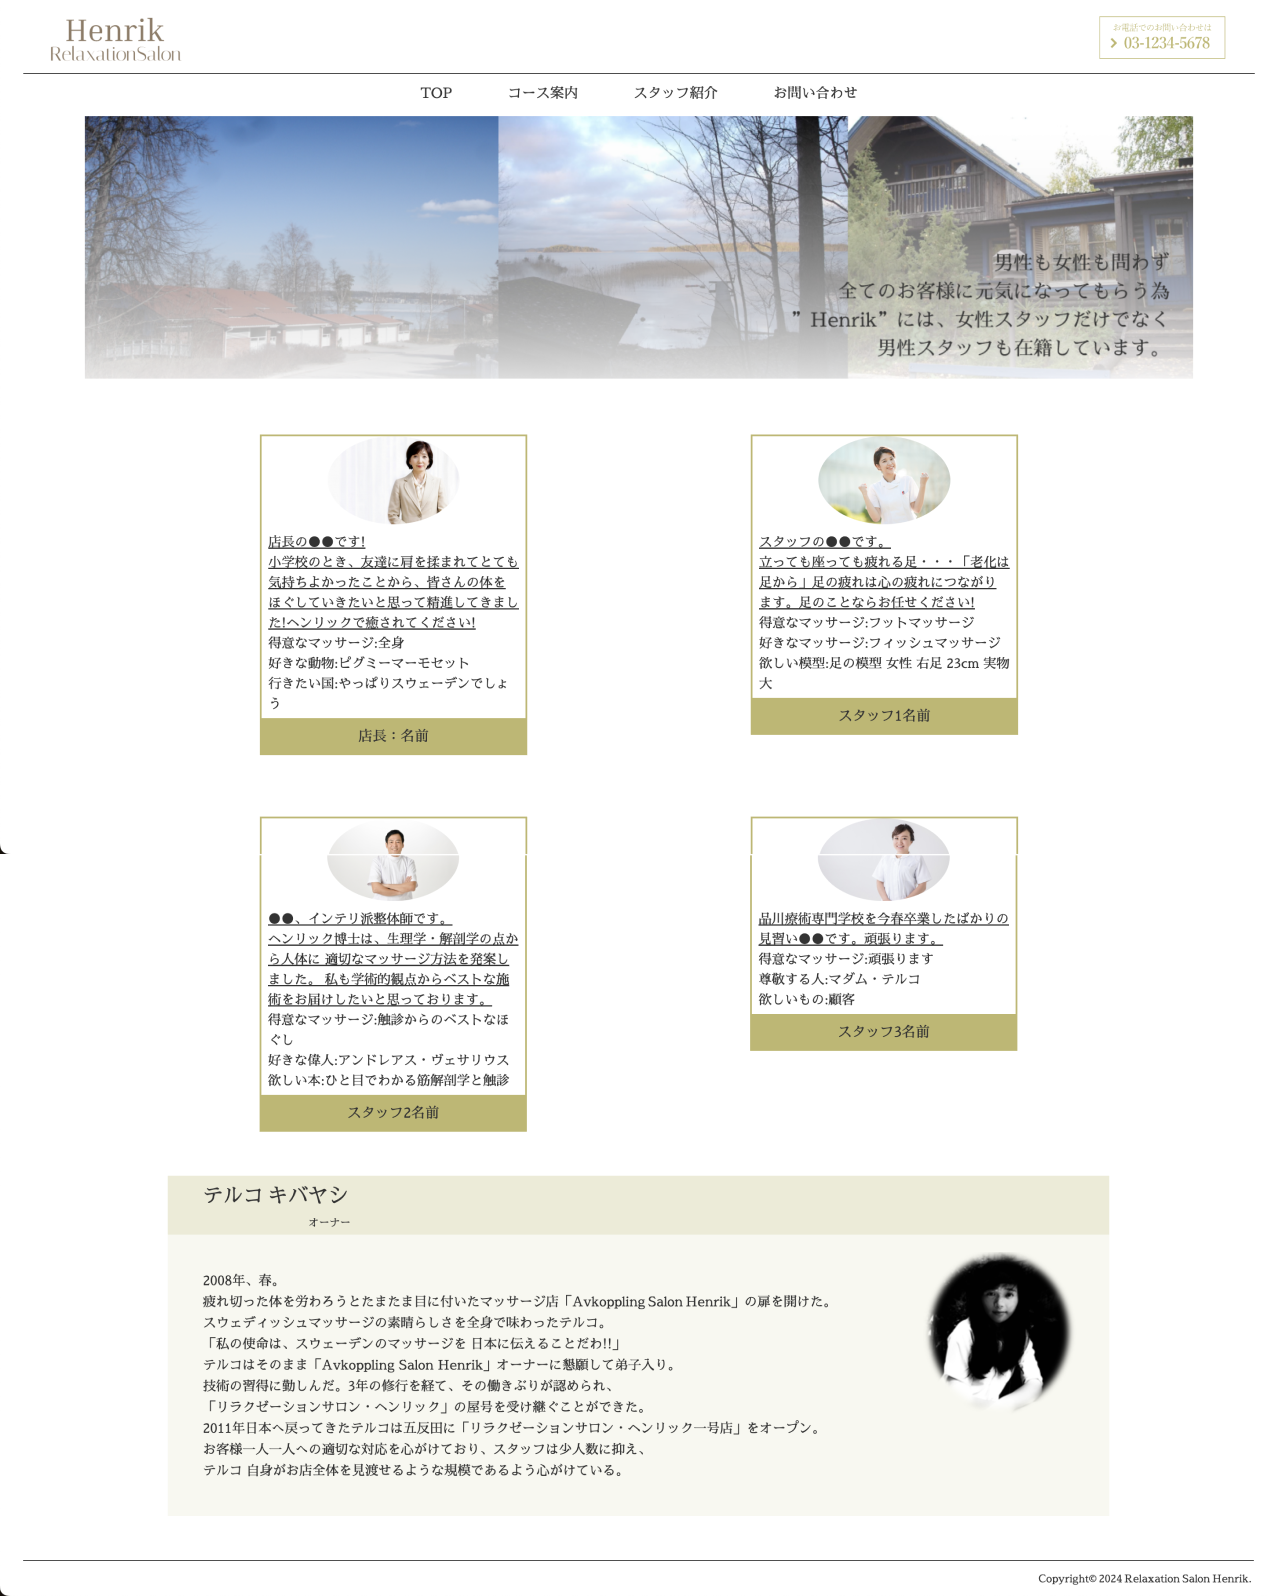 Henrik
RelaxationSalon
お電話でのお問い合わせは
03-1234-5678
TOP コース案内 スタッフ紹介 お問い合わせ
男性も女性も問わず
全てのお客様に元気になってもらう為
”Henrik”には、女性スタッフだけでなく
男性スタッフも在籍しています。
店長の●●です!
小学校のとき、友達に肩を揉まれてとても
気持ちよかったことから、皆さんの体を
ほぐしていきたいと思って精進してきまし
た!ヘンリックで癒されてください!
得意なマッサージ:全身
好きな動物:ピグミーマーモセット
行きたい国:やっぱりスウェーデンでしょ
う
店長：名前
スタッフの●●です。
立っても座っても疲れる足・・・「老化は
足から」足の疲れは心の疲れにつながり
ます。足のことならお任せください!
得意なマッサージ:フットマッサージ
好きなマッサージ:フィッシュマッサージ
欲しい模型:足の模型 女性 右足 23cm 実物
大
スタッフ1名前
●●、インテリ派整体師です。
ヘンリック博士は、生理学・解剖学の点か
ら人体に 適切なマッサージ方法を発案し
ました。 私も学術的観点からベストな施
術をお届けしたいと思っております。
得意なマッサージ:触診からのベストなほ
ぐし
好きな偉人:アンドレアス・ヴェサリウス
欲しい本:ひと目でわかる筋解剖学と触診
スタッフ2名前
品川療術専門学校を今春卒業したばかりの
見習い●●です。頑張ります。
得意なマッサージ:頑張ります
尊敬する人:マダム・テルコ
欲しいもの:顧客
スタッフ3名前
テルコ キバヤシ
オーナー
2008年、春。
疲れ切った体を労わろうとたまたま目に付いたマッサージ店「Avkoppling Salon Henrik」の扉を開けた。
スウェディッシュマッサージの素晴らしさを全身で味わったテルコ。
「私の使命は、スウェーデンのマッサージを 日本に伝えることだわ!!」
テルコはそのまま「Avkoppling Salon Henrik」オーナーに懇願して弟子入り。
技術の習得に勤しんだ。3年の修行を経て、その働きぶりが認められ、
「リラクゼーションサロン・ヘンリック」の屋号を受け継ぐことができた。
2011年日本へ戻ってきたテルコは五反田に「リラクゼーションサロン・ヘンリック一号店」をオープン。
お客様一人一人への適切な対応を心がけており、スタッフは少人数に抑え、
テルコ 自身がお店全体を見渡せるような規模であるよう心がけている。
Copyright© 2024 Relaxation Salon Henrik.